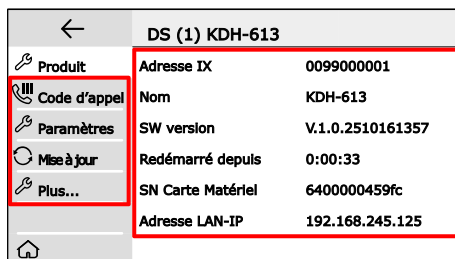 DS (1) KDH-613
Produit
Code d'appel
Paramètres
Mise à jour
Plus...
Adresse IX 0099000001
Nom KDH-613
SW version V.1.0.2510161357
Redémarré depuis 0:00:33
SN Carte Matériel 6400000459fc
Adresse LAN-IP 192.168.245.125